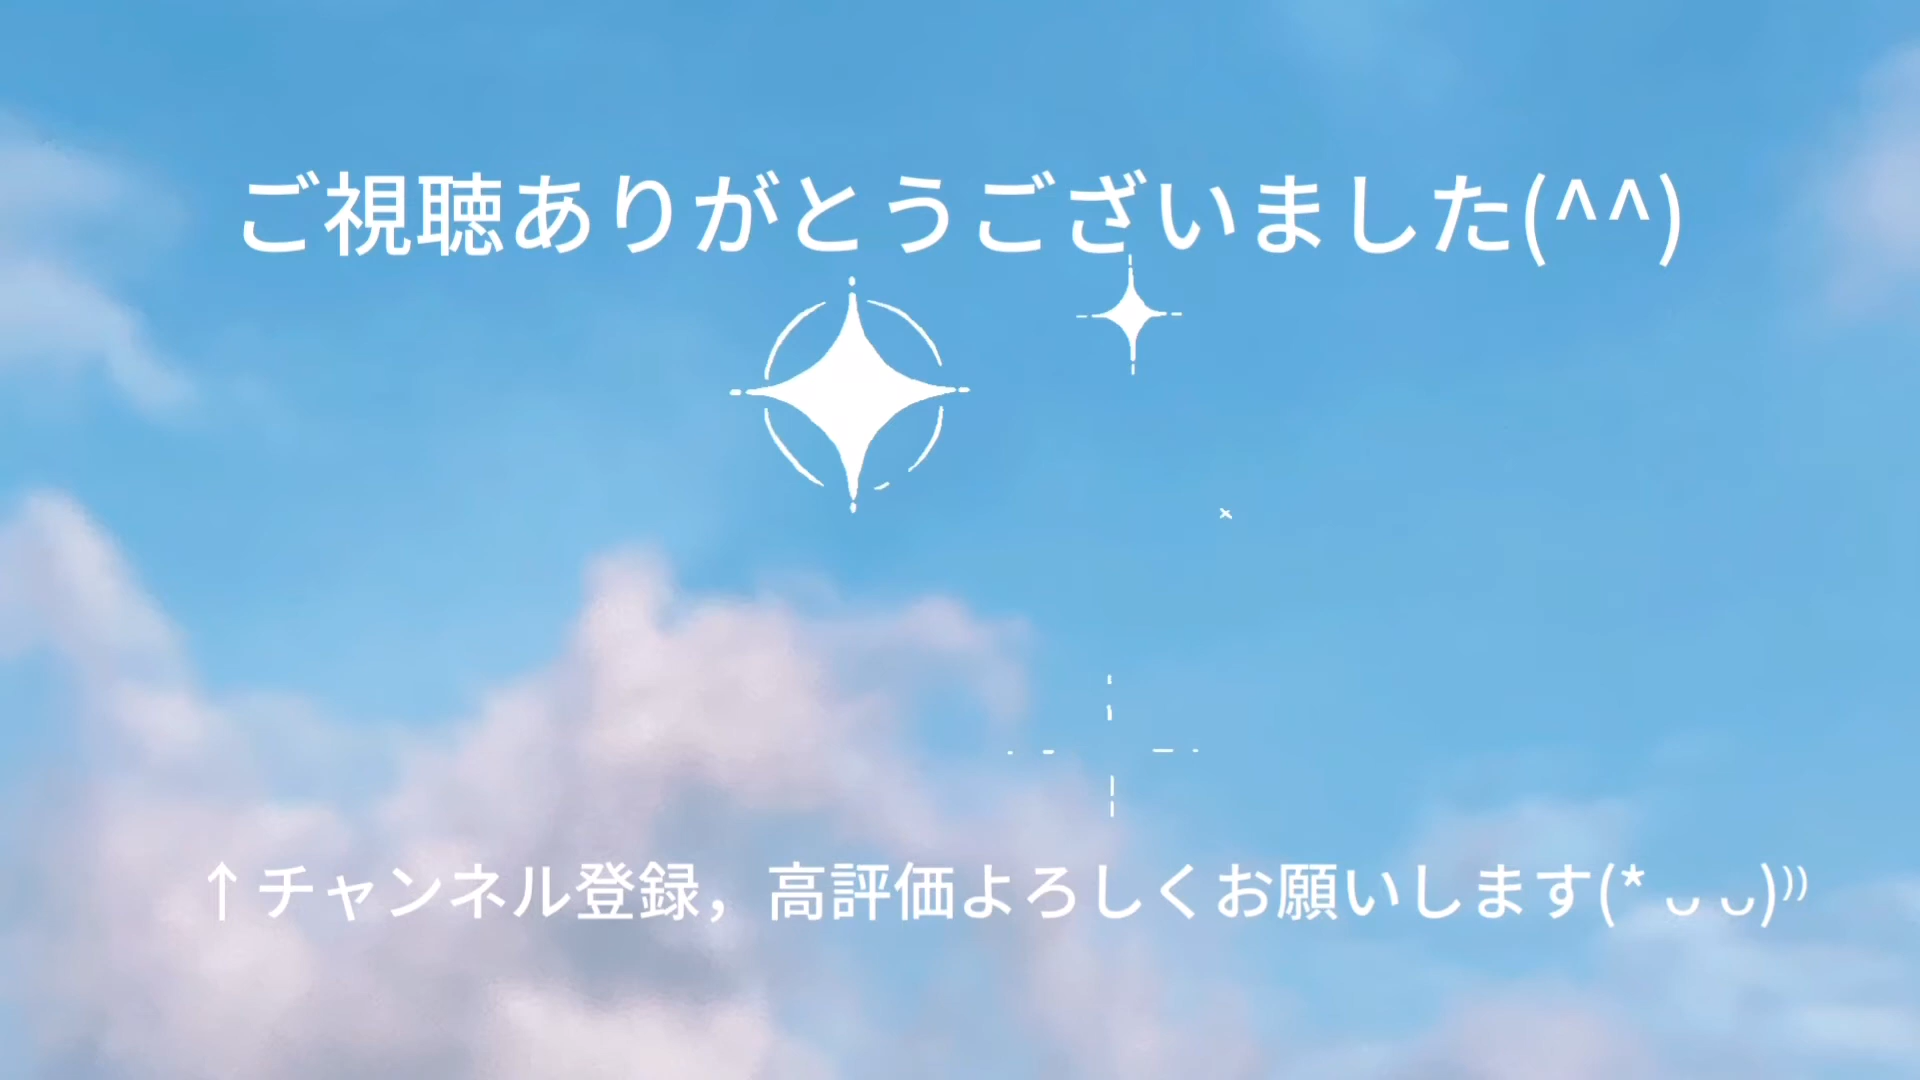 ご視聴ありがとうございました(^^)
↑チャンネル登録，高評価よろしくお願いします(* ᴗ ᴗ)⁾⁾